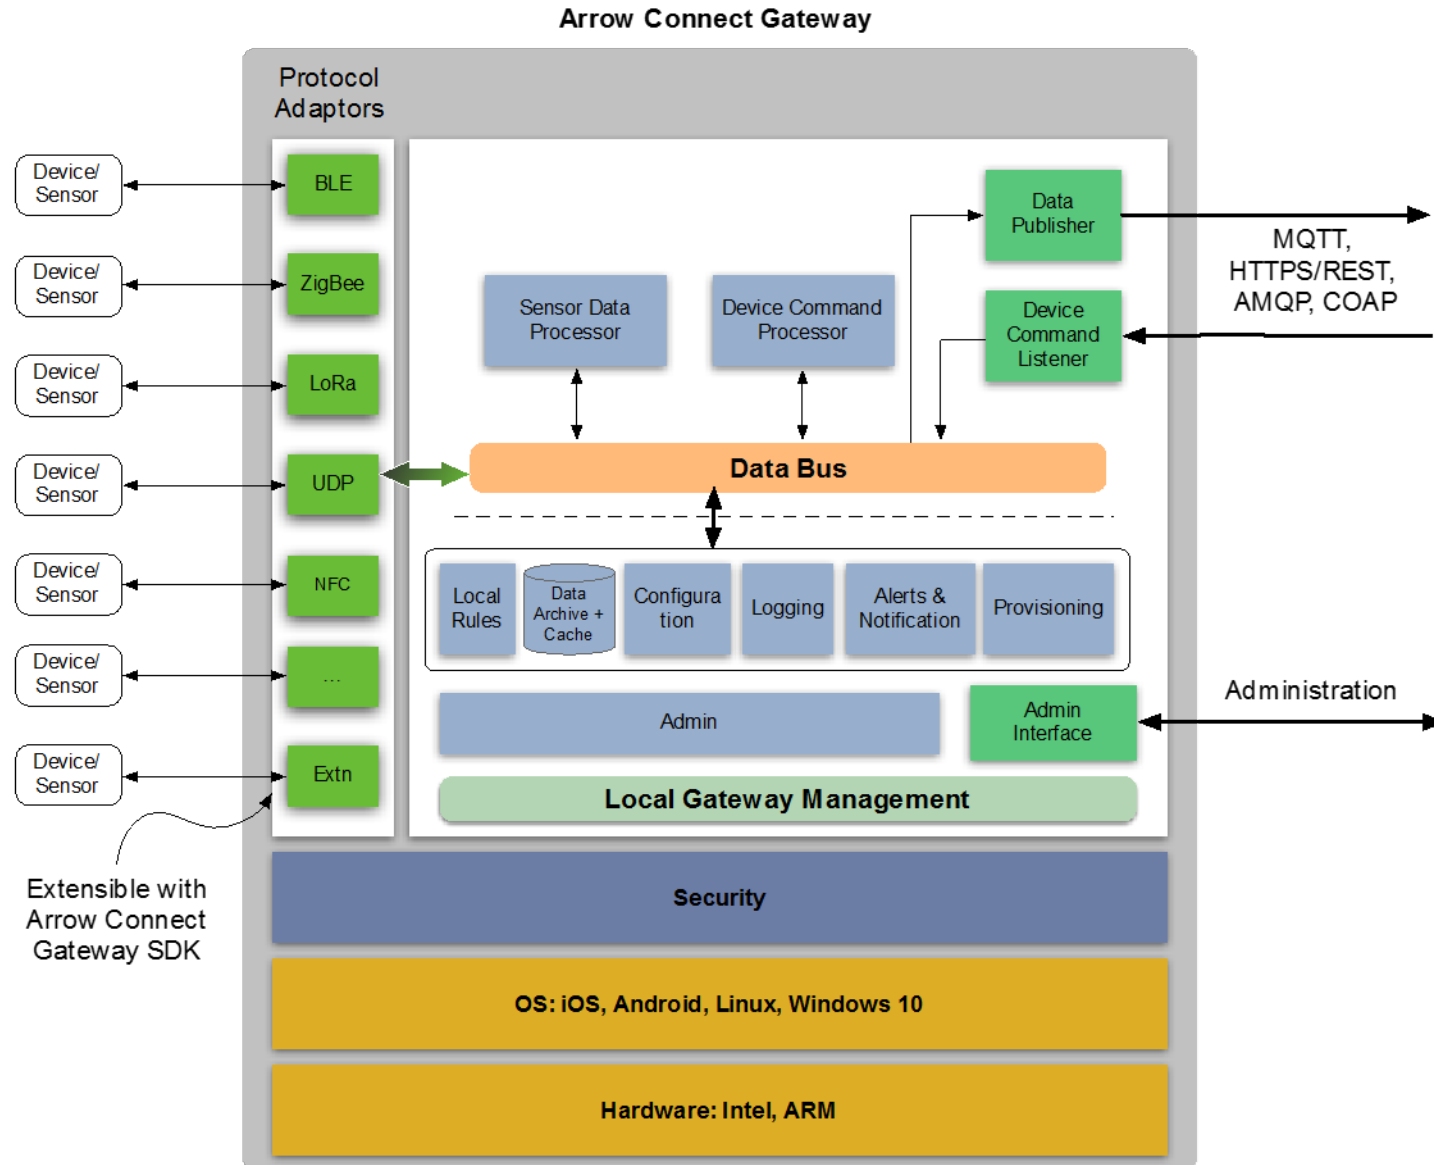 Arrow Connect Gateway
Protocol
Adaptors
Device/
Sensor
BLE
Device/
Sensor
ZigBee
Device/
Sensor
LoRa
Device/
Sensor
UDP
Device/
Sensor
NFC
Device/
Sensor
...
Device/
Sensor
Extn
Extensible with
Arrow Connect
Gateway SDK
Sensor Data
Processor
Device Command
Processor
Data
Publisher
Device
Command
Listener
MQTT,
HTTPS/REST,
AMQP, COAP
Data Bus
Local
Rules
Data
Archive +
Cache
Configura
tion
Logging
Alerts &
Notification
Provisioning
Admin
Admin
Interface
Administration
Local Gateway Management
Security
OS: iOS, Android, Linux, Windows 10
Hardware: Intel, ARM